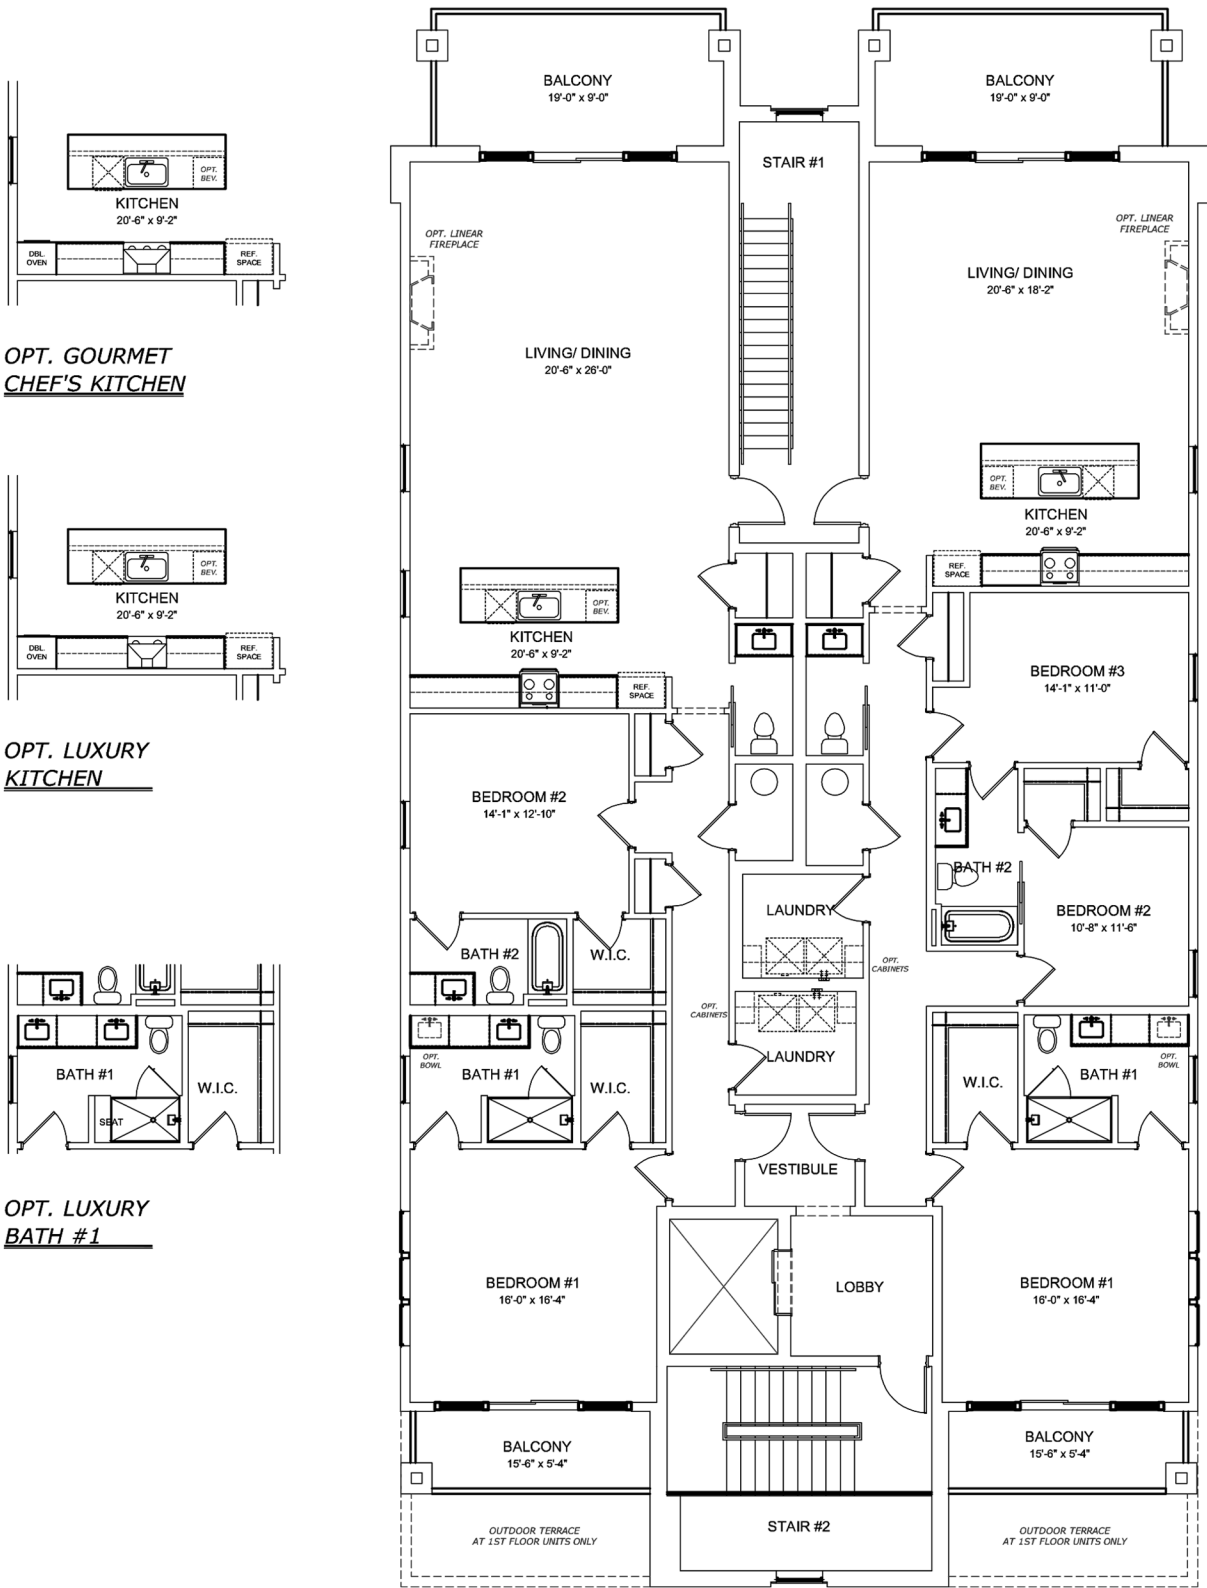 OPT.
BEV.
KITCHEN
20'-6" x 9'-2"
DBL.
OVEN
REF.
SPACE
OPT. GOURMET
CHEF'S KITCHEN
OPT.
BEV.
KITCHEN
20'-6" x 9'-2"
DBL.
OVEN
REF.
SPACE
OPT. LUXURY
KITCHEN
BATH #1
W.I.C.
SEAT
OPT. LUXURY
BATH #1
BALCONY
19'-0" x 9'-0"
BALCONY
19'-0" x 9'-0"
STAIR #1
OPT. LINEAR
FIREPLACE
OPT. LINEAR
FIREPLACE
LIVING/ DINING
20'-6" x 18'-2"
LIVING/ DINING
20'-6" x 26'-0"
OPT.
BEV.
KITCHEN
20'-6" x 9'-2"
REF.
SPACE
OPT.
BEV.
KITCHEN
20'-6" x 9'-2"
REF.
SPACE
BEDROOM #3
14'-1" x 11'-0"
BEDROOM #2
14'-1" x 12'-10"
BATH #2
BEDROOM #2
10'-8" x 11'-6"
LAUNDRY
BATH #2
W.I.C.
OPT.
CABINETS
OPT.
CABINETS
LAUNDRY
OPT.
BOWL
BATH #1
W.I.C.
W.I.C.
BATH #1
OPT.
BOWL
VESTIBULE
BEDROOM #1
16'-0" x 16'-4"
LOBBY
BEDROOM #1
16'-0" x 16'-4"
BALCONY
15'-6" x 5'-4"
BALCONY
15'-6" x 5'-4"
STAIR #2
OUTDOOR TERRACE
AT 1ST FLOOR UNITS ONLY
OUTDOOR TERRACE
AT 1ST FLOOR UNITS ONLY